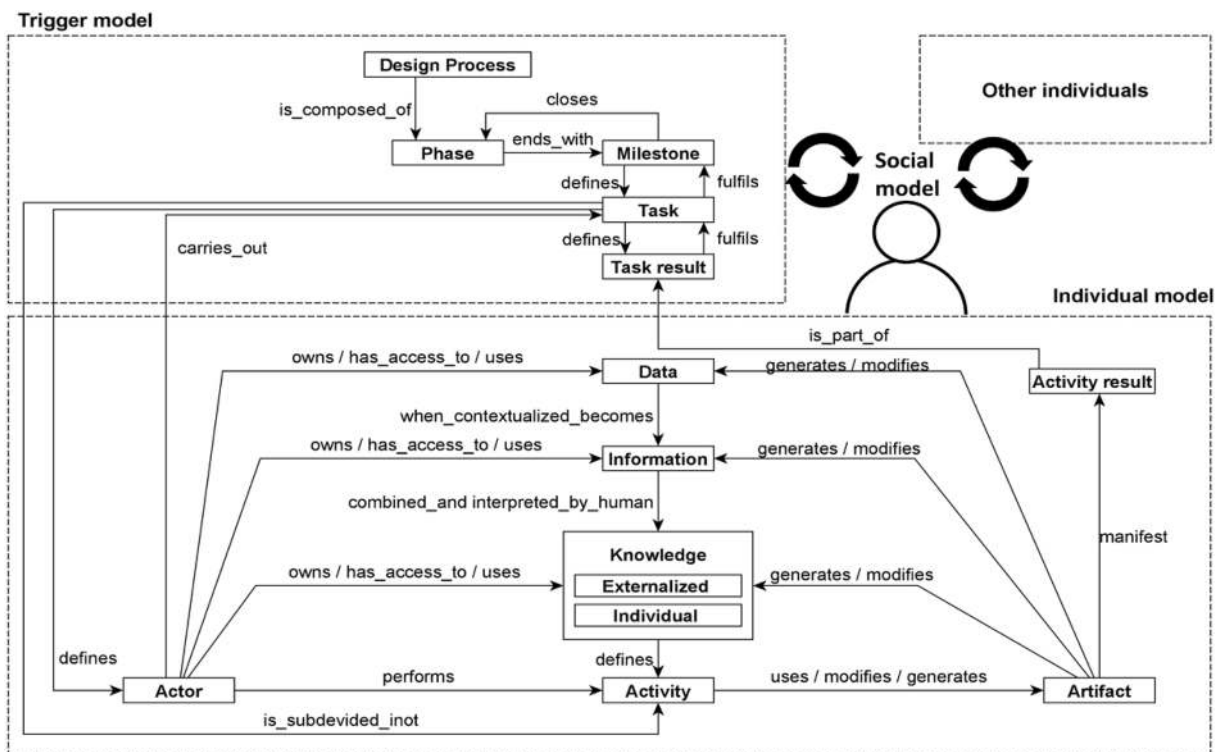 Trigger model
Design Process
Other individuals
closes
is_composed_of
ends_with
Phase
Milestone
Social
model
defines
fulfils
Task
carries_out
defines
fulfils
Task result
Individual model
is_part_of
owns / has_access_to / uses
Data
generates / modifies
Activity result
when_contextualized_becomes
owns / has_access_to / uses
Information
generates / modifies
combined_and interpreted_by_human
manifest
Knowledge
owns / has_access_to / uses
Externalized
generates / modifies
Individual
defines
defines
Actor
performs
Activity
uses / modifies / generates
Artifact
is_subdevided_inot